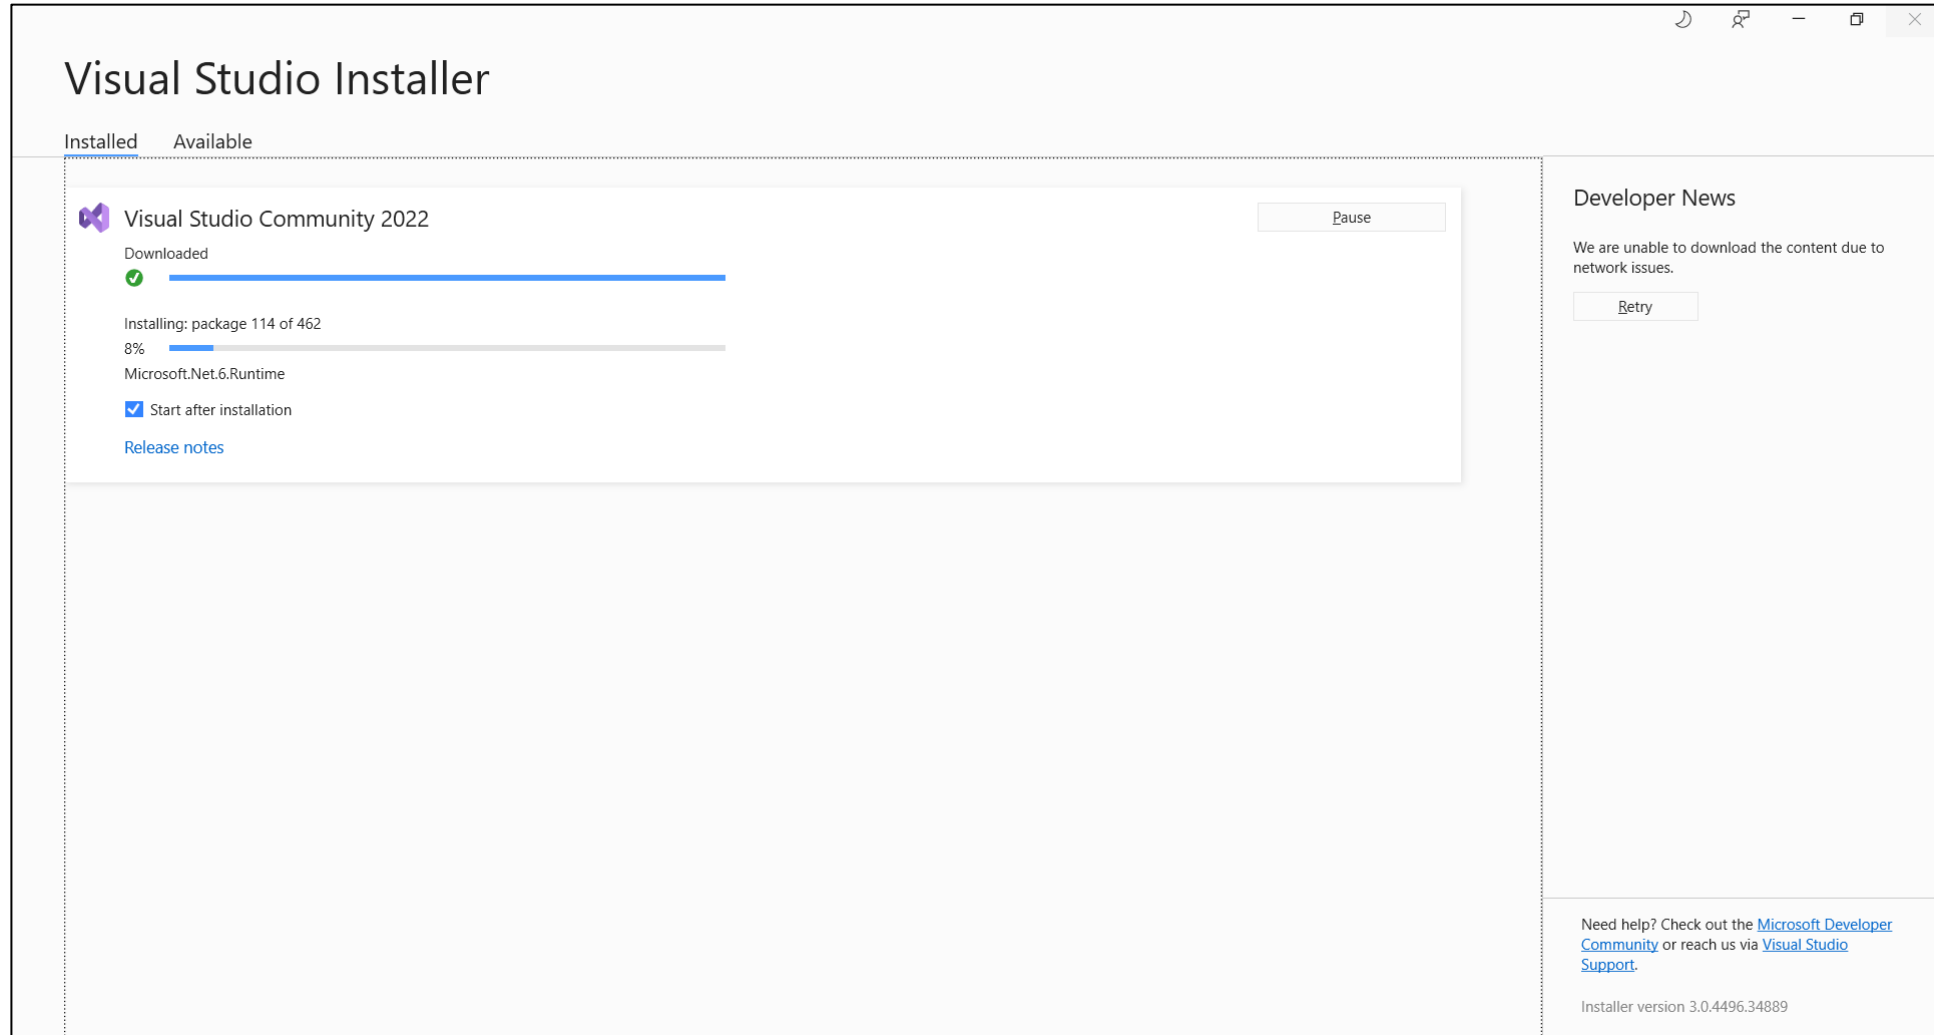 Visual Studio Installer
Installed Available
Visual Studio Community 2022
Pause
Downloaded
Installing: package 114 of 462
8%
Microsoft.Net.6.Runtime
Start after installation
Release notes
Developer News
We are unable to download the content due to
network issues.
Retry
Need help? Check out the Microsoft Developer
Community or reach us via Visual Studio
Support.
Installer version 3.0.4496.34889